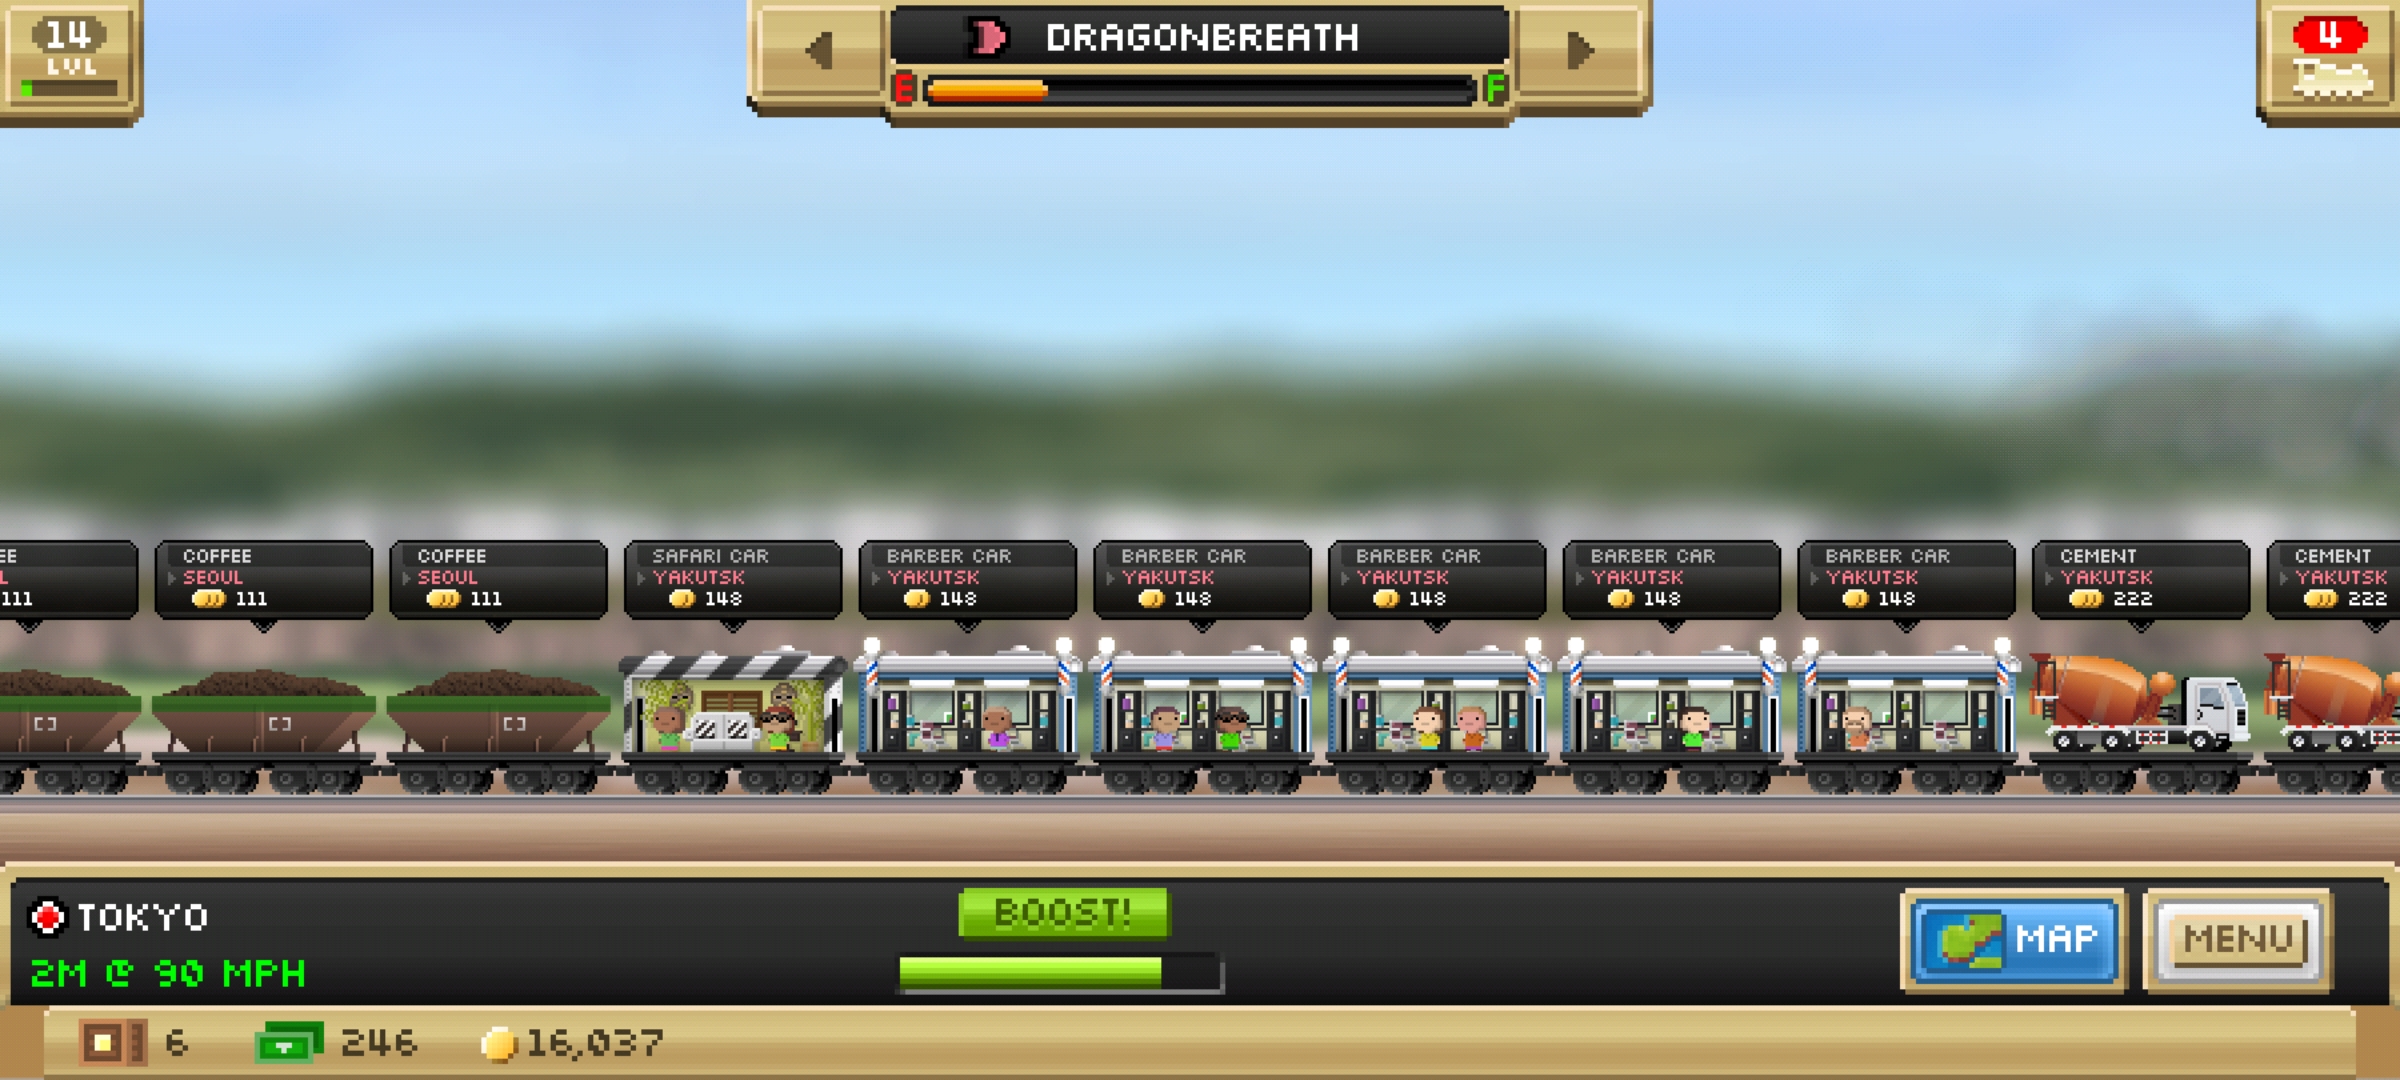 14
LVL
DRAGONBREATH
E
F
4
EE
L
111
COFFEE
SEOUL
111
COFFEE
SEOUL
111
SAFARI CAR
YAKUTSK
148
BARBER CAR
YAKUTSK
148
BARBER CAR
YAKUTSK
148
BARBER CAR
YAKUTSK
148
BARBER CAR
YAKUTSK
148
BARBER CAR
YAKUTSK
148
CEMENT
YAKUTSK
222
CEMENT
YAKUTSK
222
TOKYO
2M @ 90 MPH
BOOST!
MAP
MENU
6
246
16,037